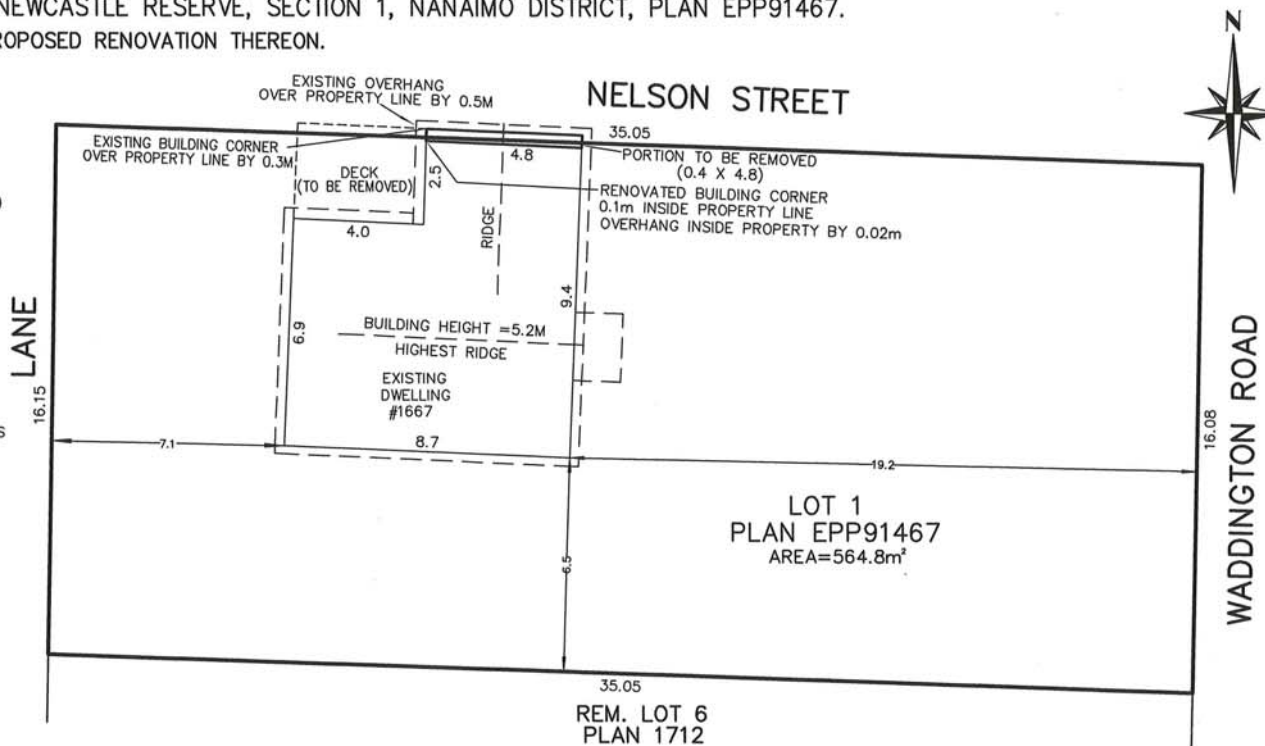 NEWCASTLE RESERVE, SECTION 1, NANAIMO DISTRICT, PLAN EPP91467.
ROPOSED RENOVATION THEREON.
N
EXISTING OVERHANG
OVER PROPERTY LINE BY 0.5M
NELSON STREET
35.05
EXISTING BUILDING CORNER
OVER PROPERTY LINE BY 0.3M
4.8
PORTION TO BE REMOVED
(0.4 X 4.8)
DECK
(TO BE REMOVED)
2.5
RENOVATED BUILDING CORNER
0.1m INSIDE PROPERTY LINE
OVERHANG INSIDE PROPERTY BY 0.02m
)
4.0
RIDGE
9.4
LANE
6.9
BUILDING HEIGHT =5.2M
HIGHEST RIDGE
EXISTING
DWELLING
#1667
16.15
S
7.1
8.7
19.2
16.08
WADDINGTON ROAD
LOT 1
PLAN EPP91467
AREA=564.8m²
6.5
35.05
REM. LOT 6
PLAN 1712